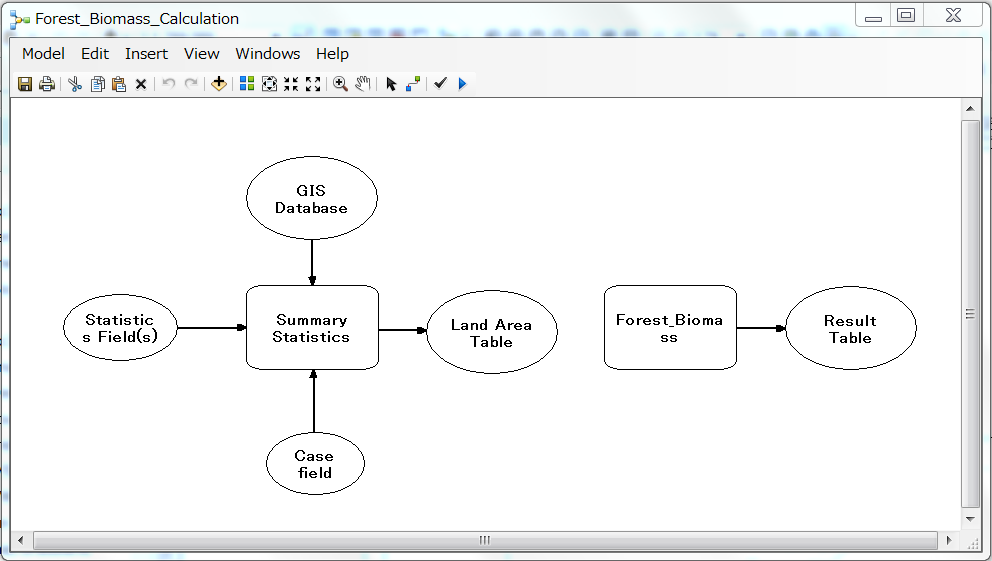 Forest_Biomass_Calculation
Model Edit Insert View Windows Help
GIS
Database
Statistic
s Field(s)
Summary
Statistics
Land Area
Table
Forest_Bioma
ss
Result
Table
Case
field